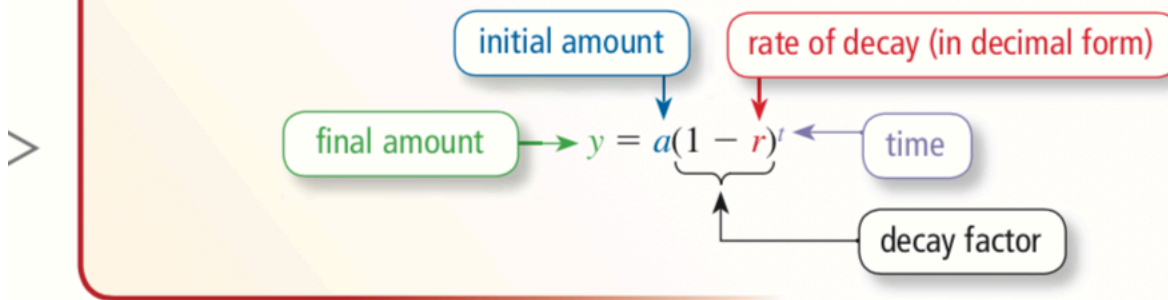 initial amount
rate of decay (in decimal form)
final amount
y = a(1 − r)^t
time
decay factor